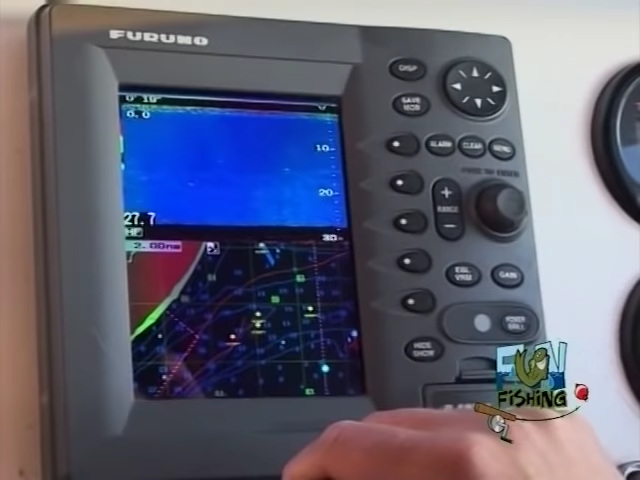 FURUNO
0.0
10
20
27.7
HF
30
2.00nm
DISP
SAVE
MOB
ALARM
CLEAR
MENU
+
RANGE
-
EBL
VRM
GAIN
POWER
BRILL
HIDE
SHOW
FUN
FISHING